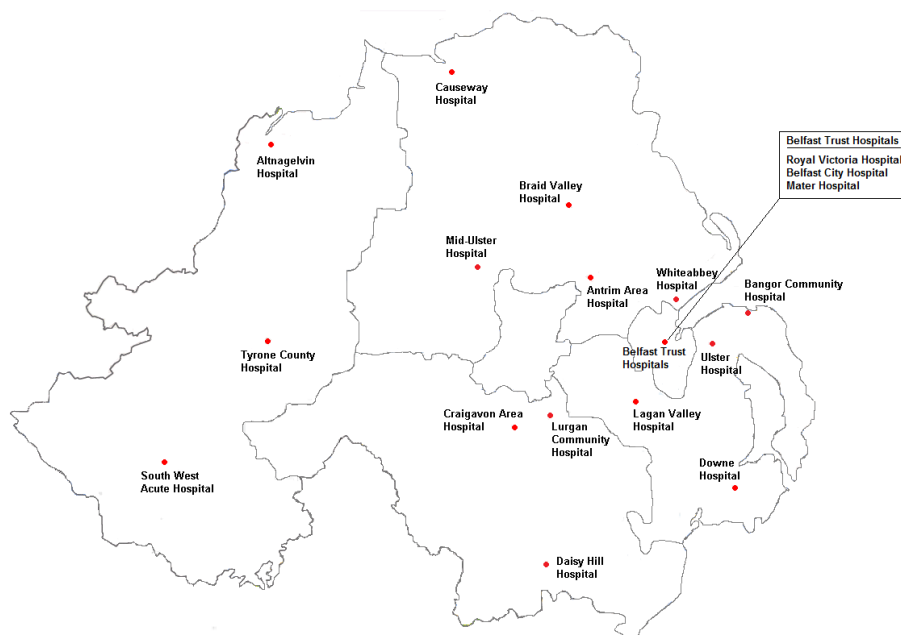 Causeway
Hospital
Altnagelvin
Hospital
Belfast Trust Hospitals
Royal Victoria Hospital
Belfast City Hospital
Mater Hospital
Braid Valley
Hospital
Mid-Ulster
Hospital
Antrim Area
Hospital
Whiteabbey
Hospital
Bangor Community
Hospital
Tyrone County
Hospital
Belfast Trust
Hospitals
Ulster
Hospital
Craigavon Area
Hospital
Lurgan
Community
Hospital
Lagan Valley
Hospital
South West
Acute Hospital
Downe
Hospital
Daisy Hill
Hospital